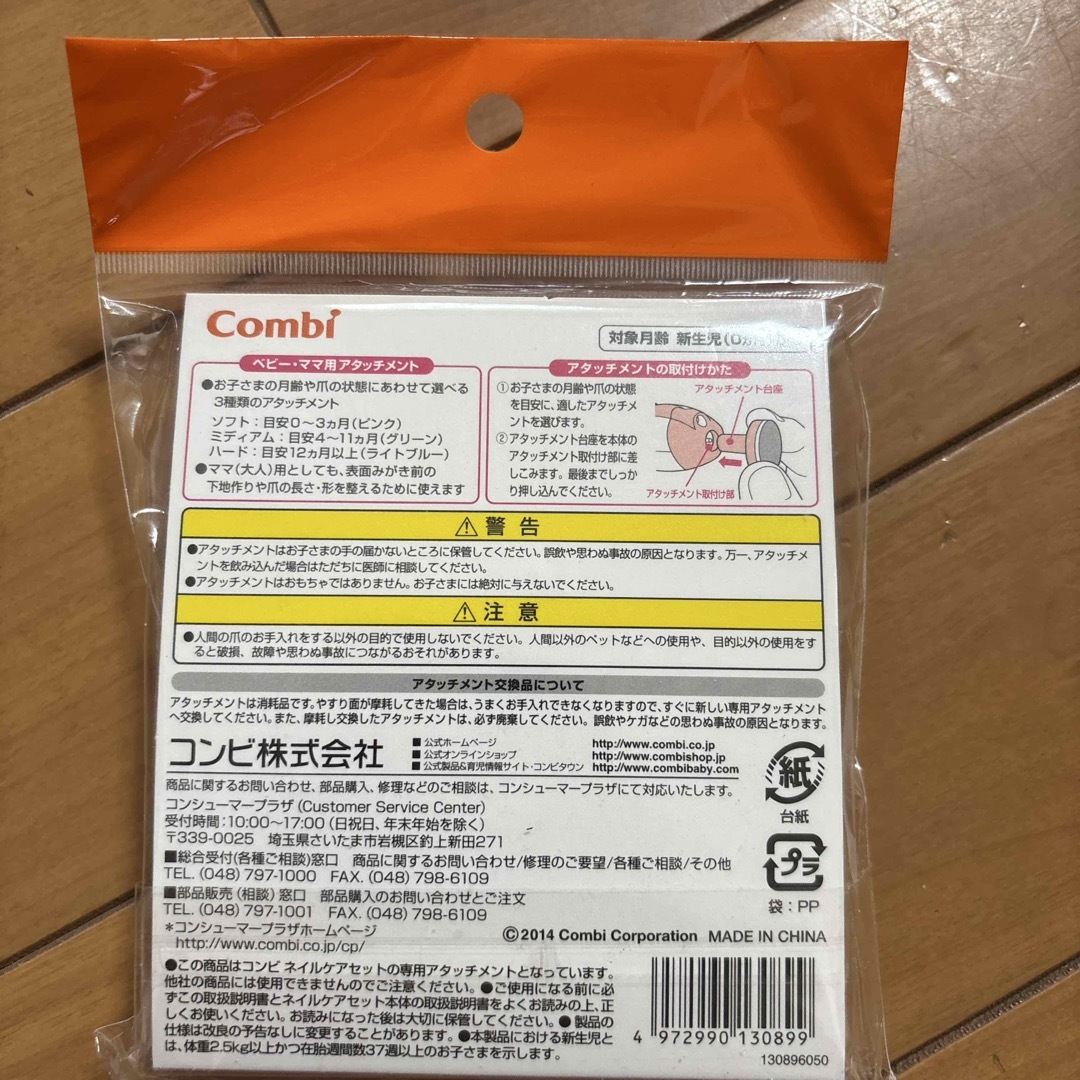 Combi
対象月齢 新生児(0ヵ月)
ベビー・ママ用アタッチメント
●お子さまの月齢や爪の状態にあわせて選べる
3種類のアタッチメント
ソフト:目安0~3ヵ月(ピンク)
ミディアム:目安4~11ヵ月(グリーン)
ハード:目安12ヵ月以上(ライトブルー)
●ママ(大人)用としても、表面みがき前の
下地作りや爪の長さ・形を整えるために使えます
アタッチメントの取付けかた
①お子さまの月齢や爪の状態
を目安に、適したアタッチメ
ントを選びます。
②アタッチメント台座を本体の
アタッチメント取付け部に差
しこみます。最後までしっか
り押し込んでください。
アタッチメント台座
アタッチメント取付け部
⚠警告
●アタッチメントはお子さまの手の届かないところに保管してください。誤飲や思わぬ事故の原因となります。万一、アタッチメ
ントを飲み込んだ場合はただちに医師に相談してください。
●アタッチメントはおもちゃではありません。お子さまには絶対に与えないでください。
⚠注意
●人間の爪のお手入れをする以外の目的で使用しないでください。人間以外のペットなどへの使用や、目的以外の使用をす
ると破損、故障や思わぬ事故につながるおそれがあります。
アタッチメント交換品について
アタッチメントは消耗品です。やすり面が摩耗してきた場合は、うまくお手入れできなくなりますので、すぐに新しい専用アタッチメント
へ交換してください。また、摩耗し交換したアタッチメントは、必ず廃棄してください。誤飲やケガなどの思わぬ事故の原因となります。
コンビ株式会社
■公式ホームページ http://www.combi.co.jp
■公式オンラインショップ http://www.combishop.jp
■公式製品&育児情報サイト・コンビタウン http://www.combibaby.com
商品に関するお問い合わせ、部品購入、修理などのご相談は、コンシューマープラザにて対応いたします。
コンシューマープラザ(Customer Service Center)
受付時間:10:00~17:00(日祝日、年末年始を除く)
〒339-0025 埼玉県さいたま市岩槻区釣上新田271
■総合受付(各種ご相談)窓口 商品に関するお問い合わせ/修理のご要望/各種ご相談/その他
TEL.(048)797-1000 FAX.(048)798-6109
■部品販売(相談)窓口 部品購入のお問い合わせとご注文
TEL.(048)797-1001 FAX.(048)798-6109
*コンシューマープラザホームページ
http://www.combi.co.jp/cp/
紙
台紙
プラ
袋:PP
©2014 Combi Corporation MADE IN CHINA
●この商品はコンビ ネイルケアセットの専用アタッチメントとなっています。
他社の商品には使用できませんのでご注意ください。●ご使用になる前に必
ずこの取扱説明書とネイルケアセット本体の取扱説明書をよくお読みの上、正
しくお使いください。お読みになった後は大切に保管してください。●製品の
仕様は改良の予告なしに変更することがあります。●本製品における新生児と
は、体重2.5kg以上かつ在胎週間数37週以上のお子さまを示します。
4 972990 130899
130896050